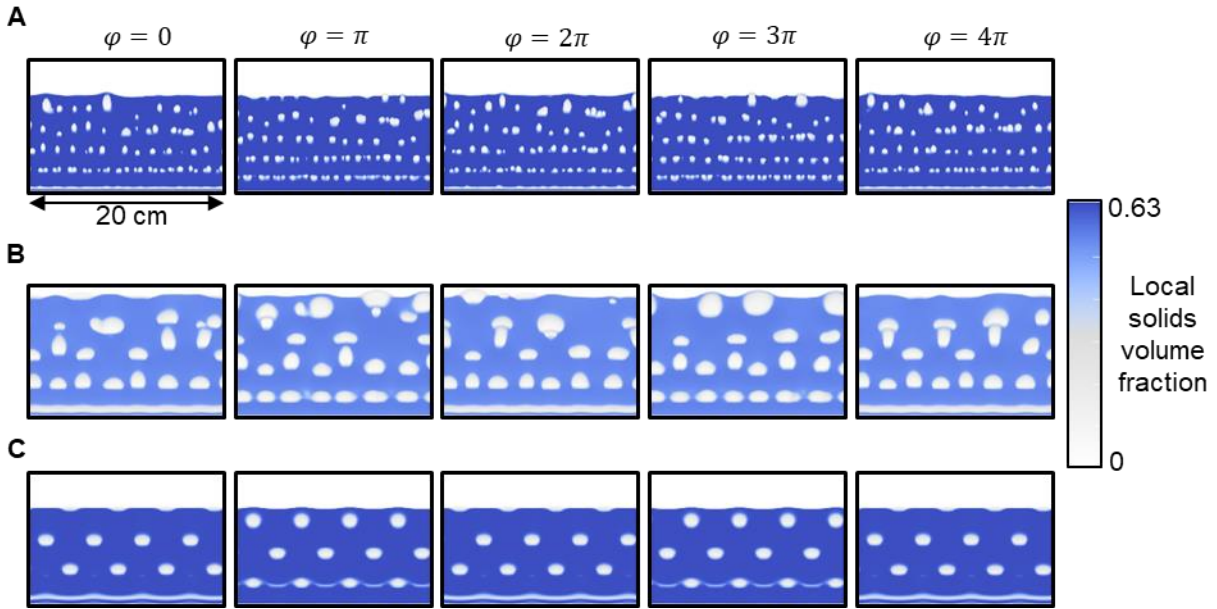 A
φ = 0
φ = π
φ = 2π
φ = 3π
φ = 4π
20 cm
B
0.63
Local
solids
volume
fraction
0
C